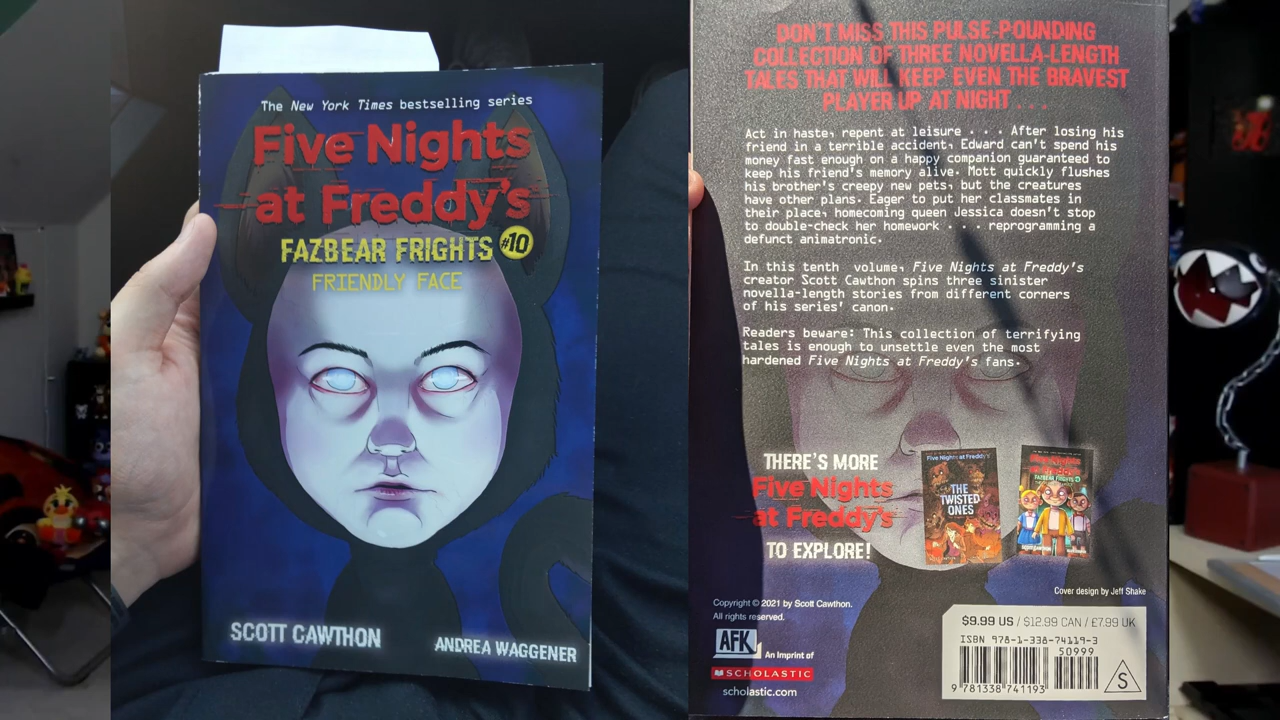 The New York Times bestselling series
Five Nights
at Freddy's
FAZBEAR FRIGHTS #10
FRIENDLY FACE
SCOTT CAWTHON
ANDREA WAGGENER
DON'T MISS THIS PULSE-POUNDING
COLLECTION OF THREE NOVELLA-LENGTH
TALES THAT WILL KEEP EVEN THE BRAVEST
PLAYER UP AT NIGHT . . .
Act in haste, repent at leisure . . . After losing his
friend in a terrible accident, Edward can't spend his
money fast enough on a happy companion guaranteed to
keep his friend's memory alive. Mott quickly flushes
his brother's creepy new pets, but the creatures
have other plans. Eager to put her classmates in
their place, homecoming queen Jessica doesn't stop
to double-check her homework . . . reprogramming a
defunct animatronic.
In this tenth volume, Five Nights at Freddy's
creator Scott Cawthon spins three sinister
novella-length stories from different corners
of his series' canon.
Readers beware: This collection of terrifying
tales is enough to unsettle even the most
hardened Five Nights at Freddy's fans.
THERE'S MORE
Five Nights
at Freddy's
TO EXPLORE!
Five Nights at Freddy's
THE
TWISTED
ONES
FAZBEAR FRIGHTS
Cover design by Jeff Shake
Copyright © 2021 by Scott Cawthon.
All rights reserved.
AFK
An Imprint of
SCHOLASTIC
scholastic.com
$9.99 US / $12.99 CAN / £7.99 UK
ISBN 978-1-338-74119-3
50999
9 781338 741193
S